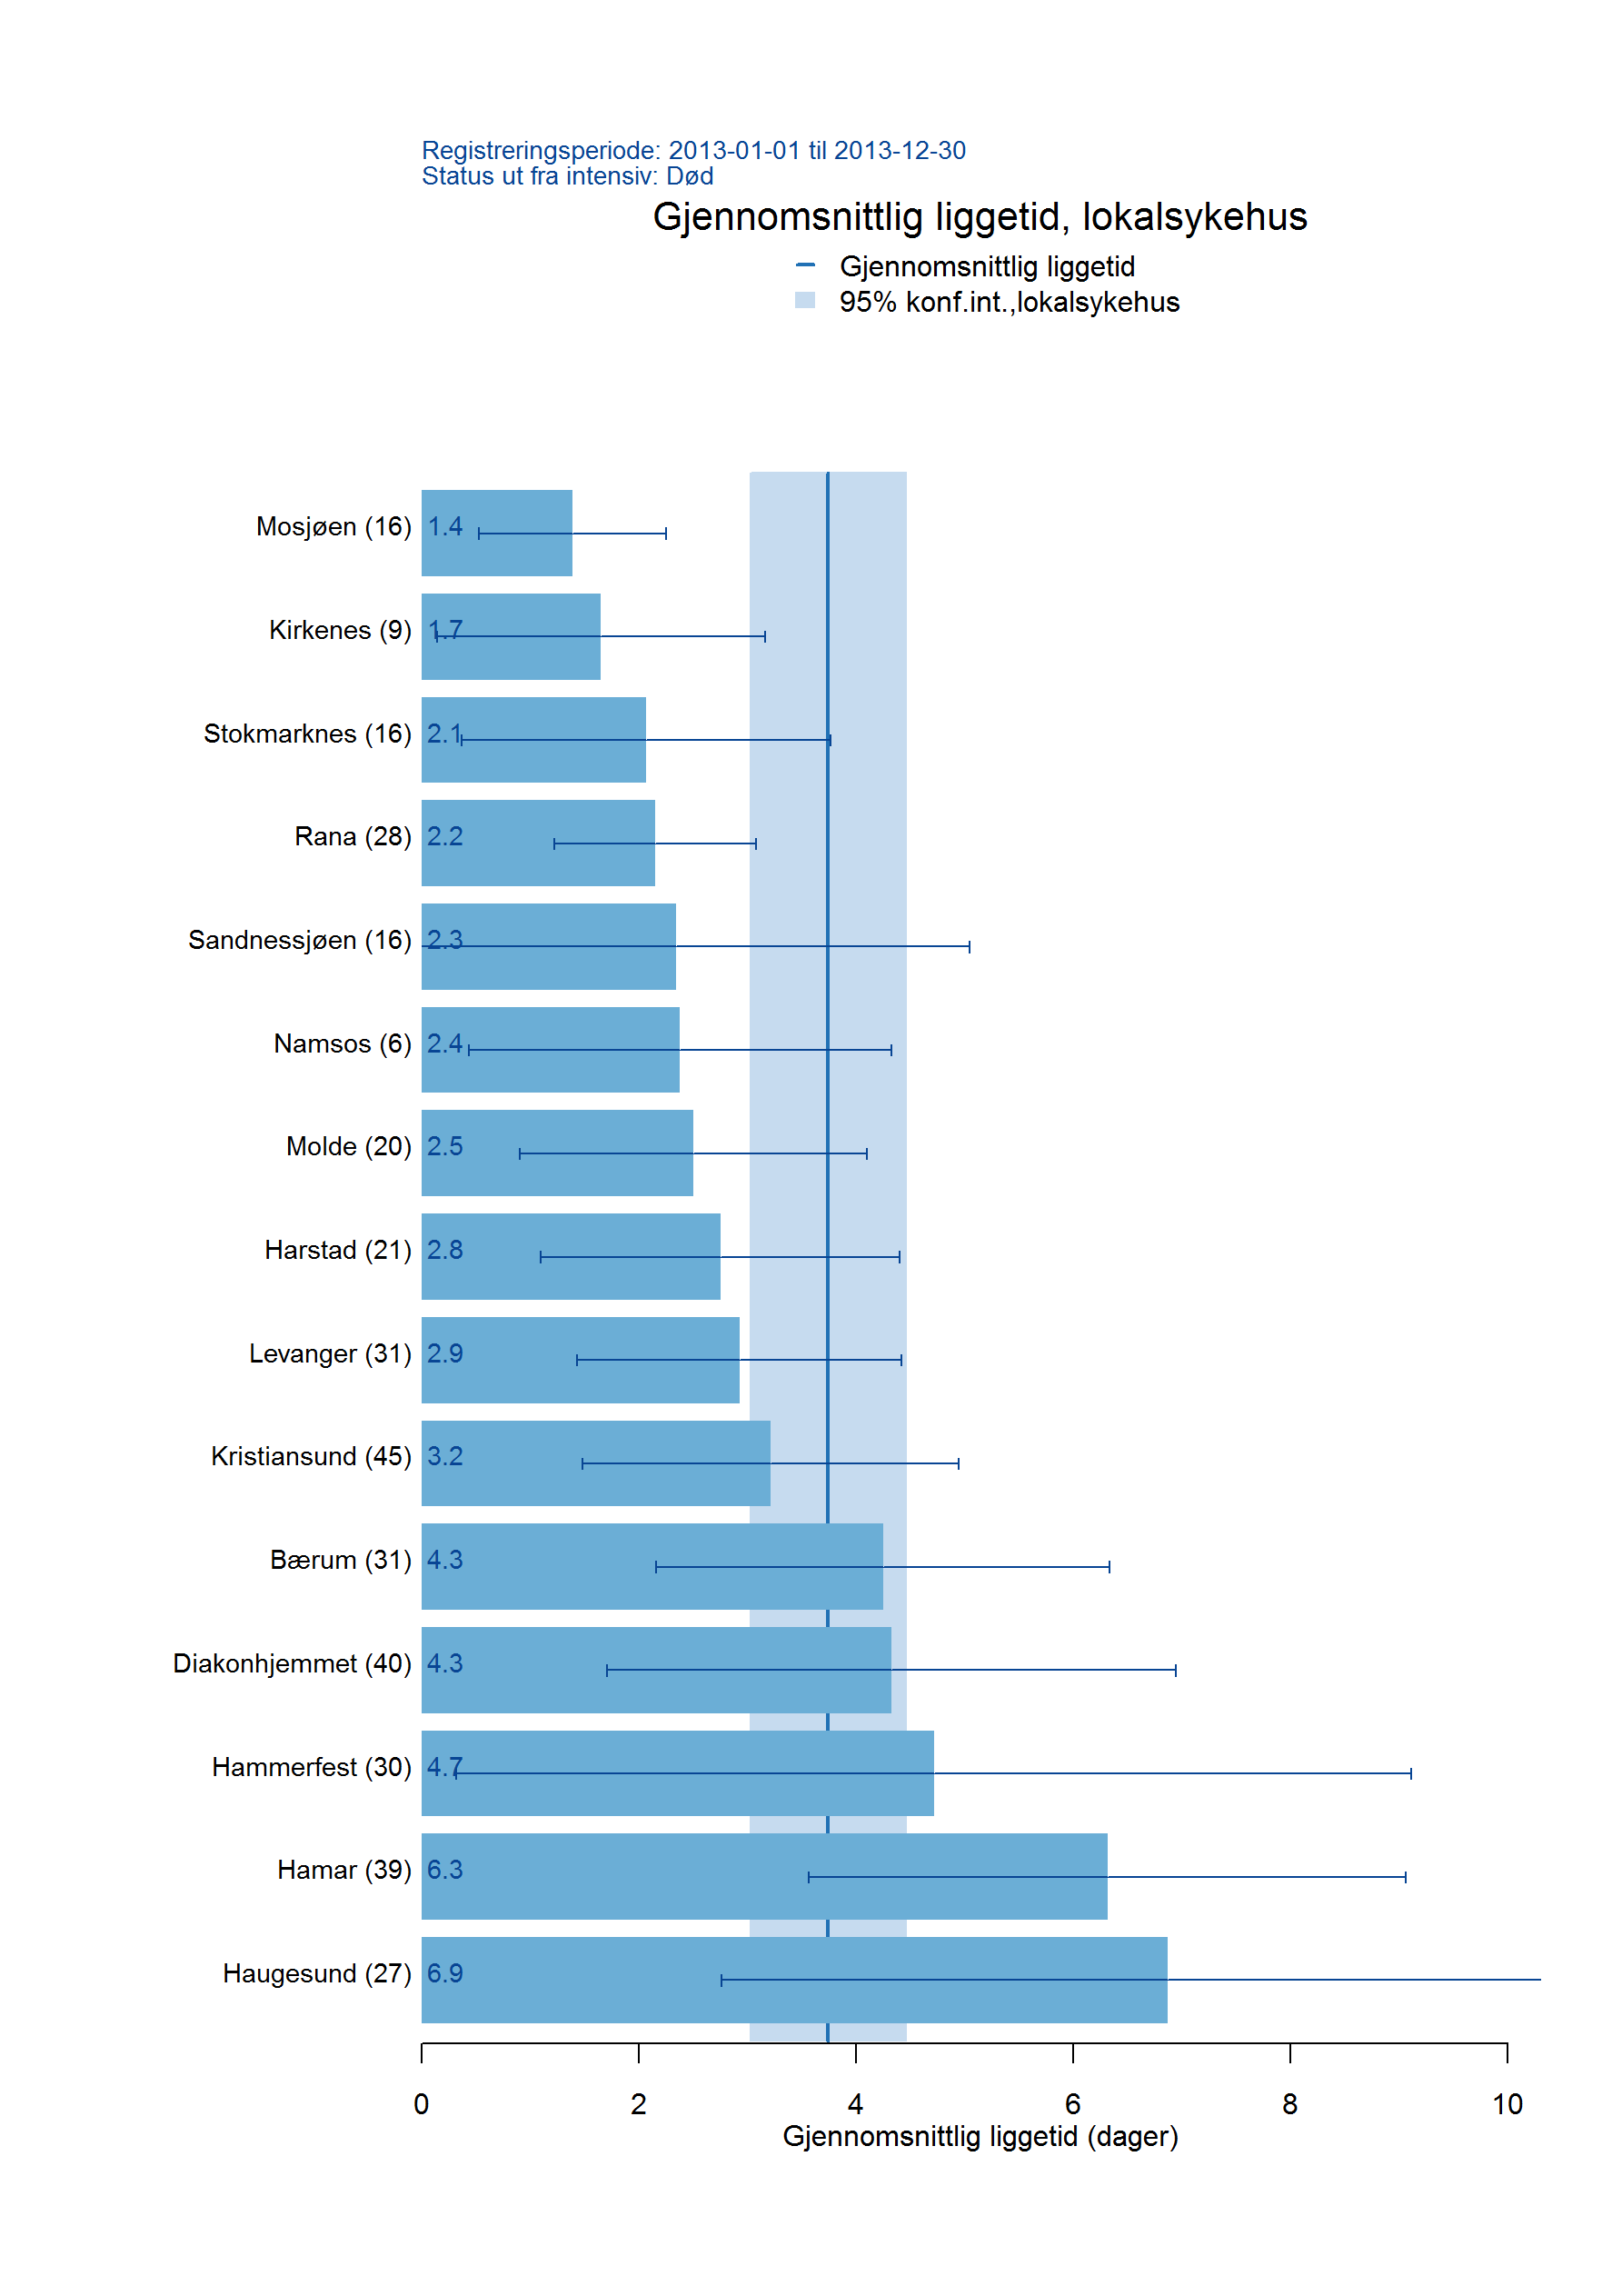 Registreringsperiode: 2013-01-01 til 2013-12-30
Status ut fra intensiv: Død
Gjennomsnittlig liggetid, lokalsykehus
Gjennomsnittlig liggetid
95% konf.int.,lokalsykehus
Mosjøen (16) 1.4
Kirkenes (9) 1.7
Stokmarknes (16) 2.1
Rana (28) 2.2
Sandnessjøen (16) 2.3
Namsos (6) 2.4
Molde (20) 2.5
Harstad (21) 2.8
Levanger (31) 2.9
Kristiansund (45) 3.2
Bærum (31) 4.3
Diakonhjemmet (40) 4.3
Hammerfest (30) 4.7
Hamar (39) 6.3
Haugesund (27) 6.9
0 2 4 6 8 10
Gjennomsnittlig liggetid (dager)